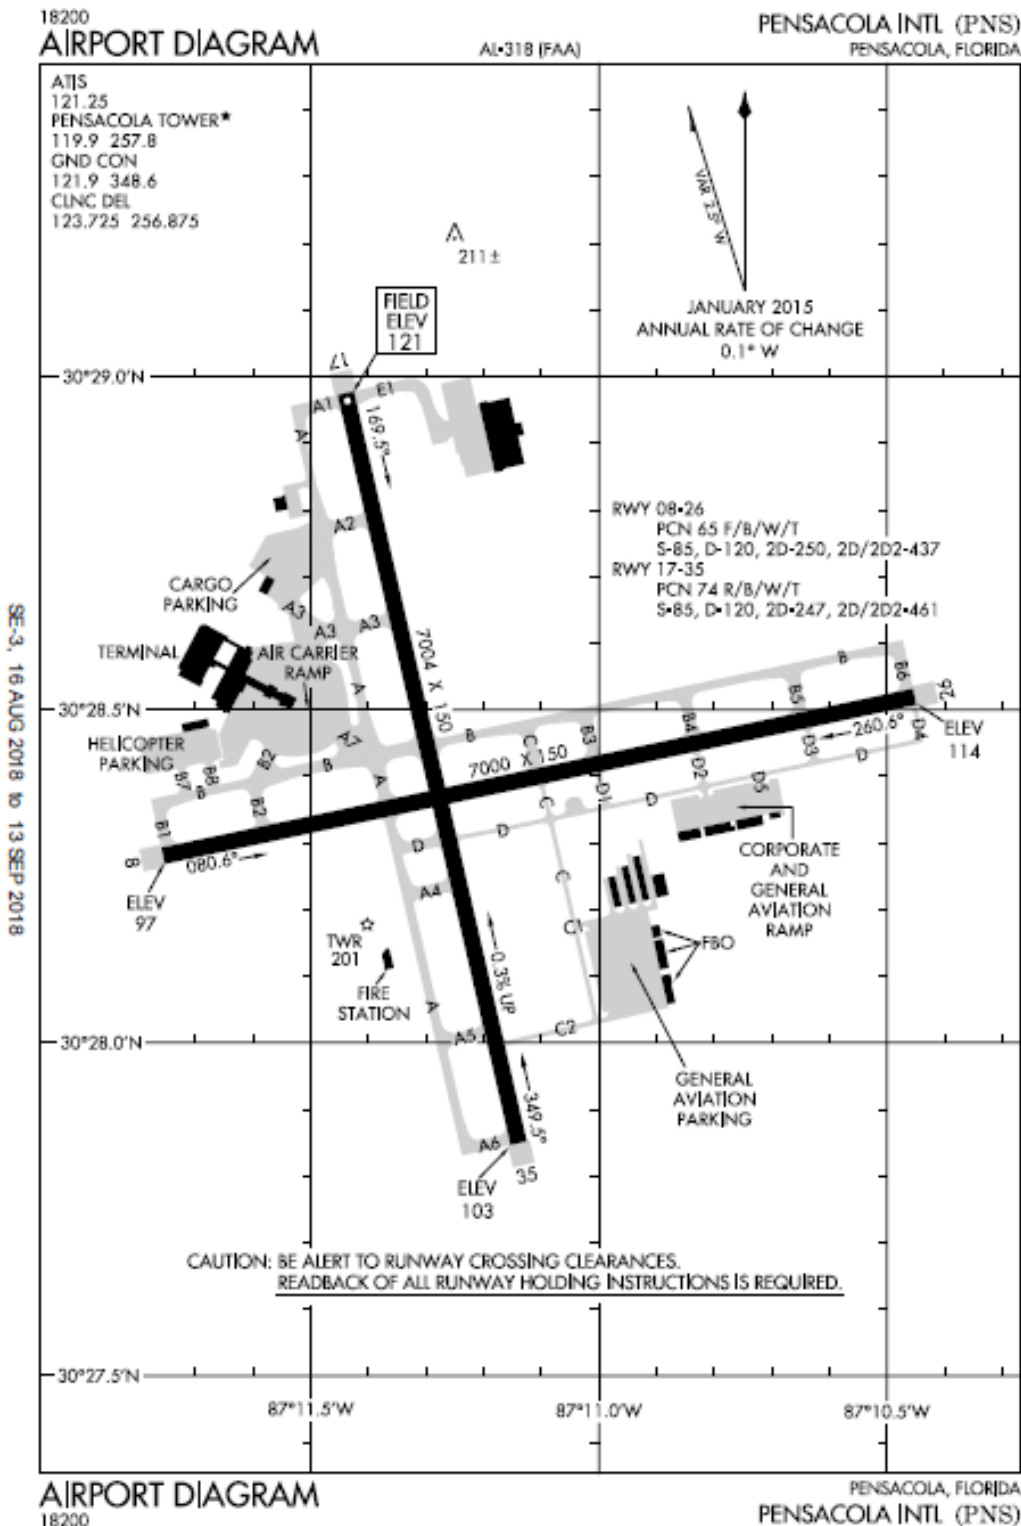 18200
AIRPORT DIAGRAM
AL-318 (FAA)
PENSACOLA INTL (PNS)
PENSACOLA, FLORIDA
ATIS
121.25
PENSACOLA TOWER★
119.9 257.8
GND CON
121.9 348.6
CLNC DEL
123.725 256.875
VAR 2.5° W
211±
JANUARY 2015
ANNUAL RATE OF CHANGE
0.1° W
FIELD
ELEV
121
17
30°29.0'N
A1
E1
A
169.5°
A2
RWY 08-26
PCN 65 F/B/W/T
S-85, D-120, 2D-250, 2D/2D2-437
RWY 17-35
PCN 74 R/B/W/T
S-85, D-120, 2D-247, 2D/2D2-461
CARGO
PARKING
A3
A3
A3
TERMINAL
AIR CARRIER
RAMP
7004 X 150
A
B
B6
26
30°28.5'N
B5
B4
B3
B
C
260.6°
D4
ELEV
114
HELICOPTER
PARKING
A7
B2
B
B7
B8
B
7000 X 150
D3
D
D2
D5
D
D1
C
A
B1
B2
8
080.6°
D
D
ELEV
97
A4
C
CORPORATE
AND
GENERAL
AVIATION
RAMP
C1
FBO
TWR
201
FIRE
STATION
0.3% UP
A
A5
C2
30°28.0'N
349.5°
GENERAL
AVIATION
PARKING
A6
35
ELEV
103
CAUTION: BE ALERT TO RUNWAY CROSSING CLEARANCES.
READBACK OF ALL RUNWAY HOLDING INSTRUCTIONS IS REQUIRED.
30°27.5'N
87°11.5'W
87°11.0'W
87°10.5'W
SE-3, 16 AUG 2018 to 13 SEP 2018
AIRPORT DIAGRAM
18200
PENSACOLA, FLORIDA
PENSACOLA INTL (PNS)